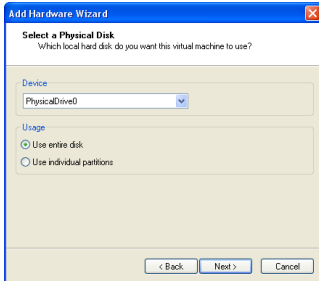 Add Hardware Wizard
Select a Physical Disk
Which local hard disk do you want this virtual machine to use?
Device
PhysicalDrive0
Usage
Use entire disk
Use individual partitions
< Back
Next >
Cancel